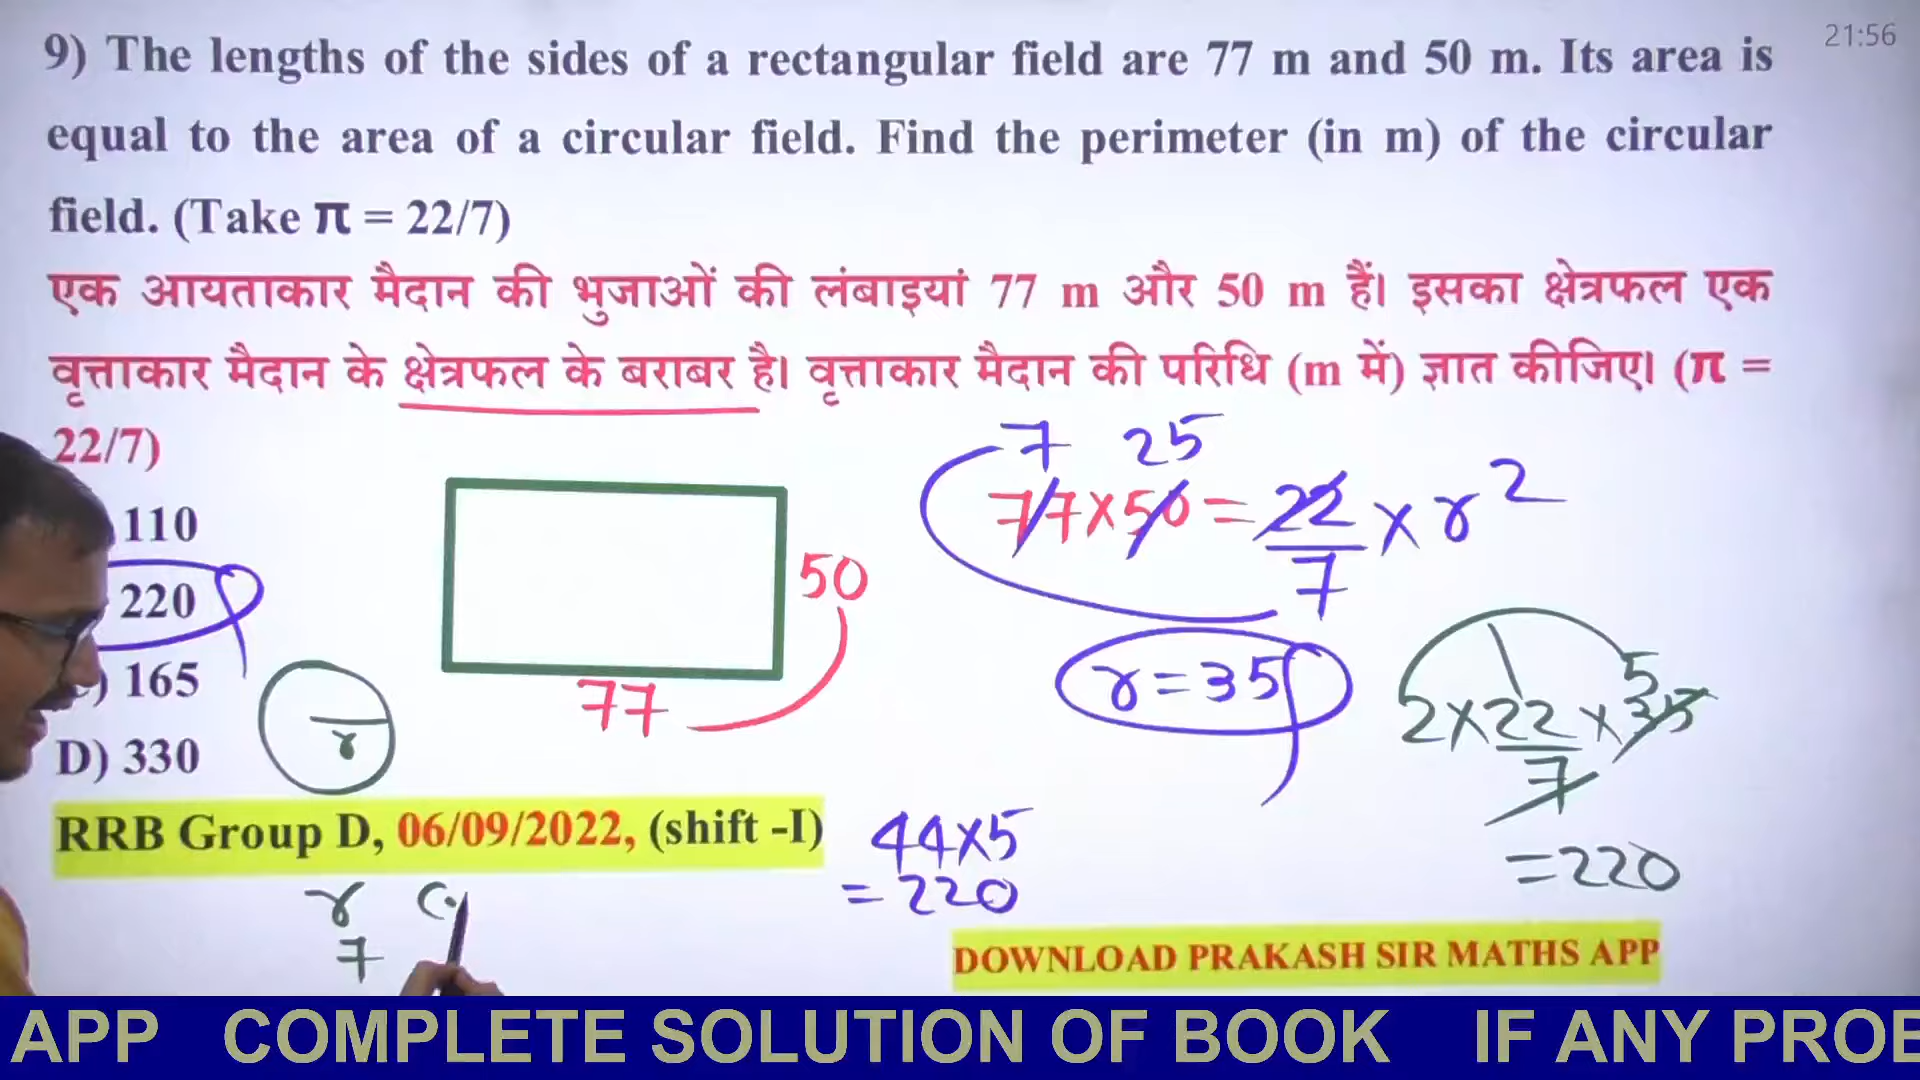 21:56
9) The lengths of the sides of a rectangular field are 77 m and 50 m. Its area is
equal to the area of a circular field. Find the perimeter (in m) of the circular
field. (Take π = 22/7)
एक आयताकार मैदान की भुजाओं की लंबाइयां 77 m और 50 m हैं। इसका क्षेत्रफल एक
वृत्ताकार मैदान के क्षेत्रफल के बराबर है। वृत्ताकार मैदान की परिधि (m में) ज्ञात कीजिए। (π =
22/7)
7 25
77×50=22/7×r²
110
50
220
r=35
) 165
77
5
2×22/7×35
r
D) 330
=220
RRB Group D, 06/09/2022, (shift -I)
44×5
=220
r C
7
DOWNLOAD PRAKASH SIR MATHS APP
APP COMPLETE SOLUTION OF BOOK IF ANY PROB